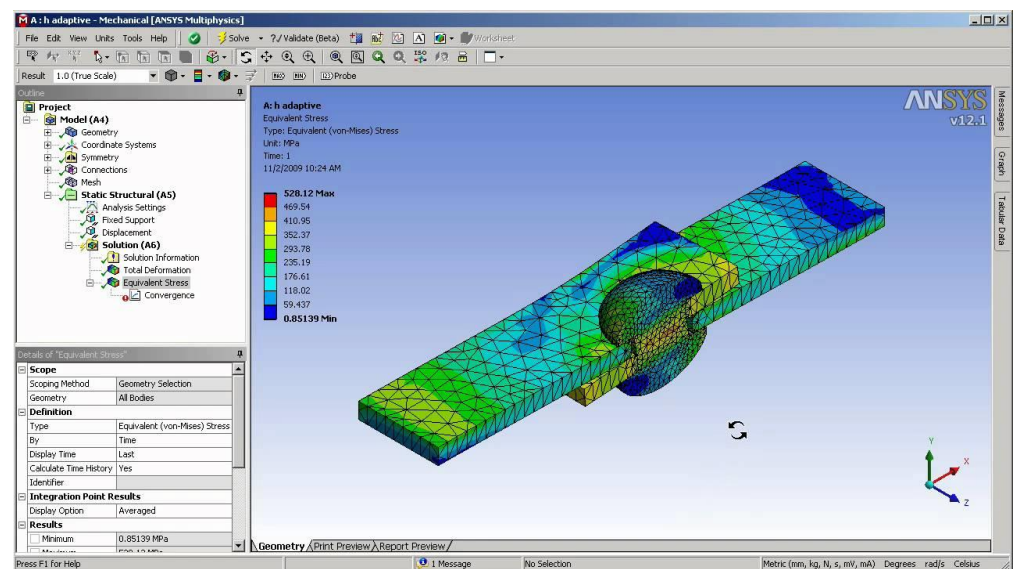 A : h adaptive - Mechanical [ANSYS Multiphysics]
File Edit View Units Tools Help Solve ?/ Validate (Beta) A Worksheet
ISO
Result 1.0 (True Scale) MAX MIN Probe
Outline
Project
Model (A4)
Geometry
Coordinate Systems
Symmetry
Connections
Mesh
Static Structural (A5)
Analysis Settings
Fixed Support
Displacement
Solution (A6)
Solution Information
Total Deformation
Equivalent Stress
Convergence
Details of "Equivalent Stress"
Scope
Scoping Method Geometry Selection
Geometry All Bodies
Definition
Type Equivalent (von-Mises) Stress
By Time
Display Time Last
Calculate Time History Yes
Identifier
Integration Point Results
Display Option Averaged
Results
Minimum 0.85139 MPa
Maximum 528.12 MPa
A: h adaptive
Equivalent Stress
Type: Equivalent (von-Mises) Stress
Unit: MPa
Time: 1
11/2/2009 10:24 AM
528.12 Max
469.54
410.95
352.37
293.78
235.19
176.61
118.02
59.437
0.85139 Min
ANSYS
v12.1
Y
X
Z
Messages
Graph
Tabular Data
Geometry Print Preview Report Preview
Press F1 for Help 1 Message No Selection Metric (mm, kg, N, s, mV, mA) Degrees rad/s Celsius